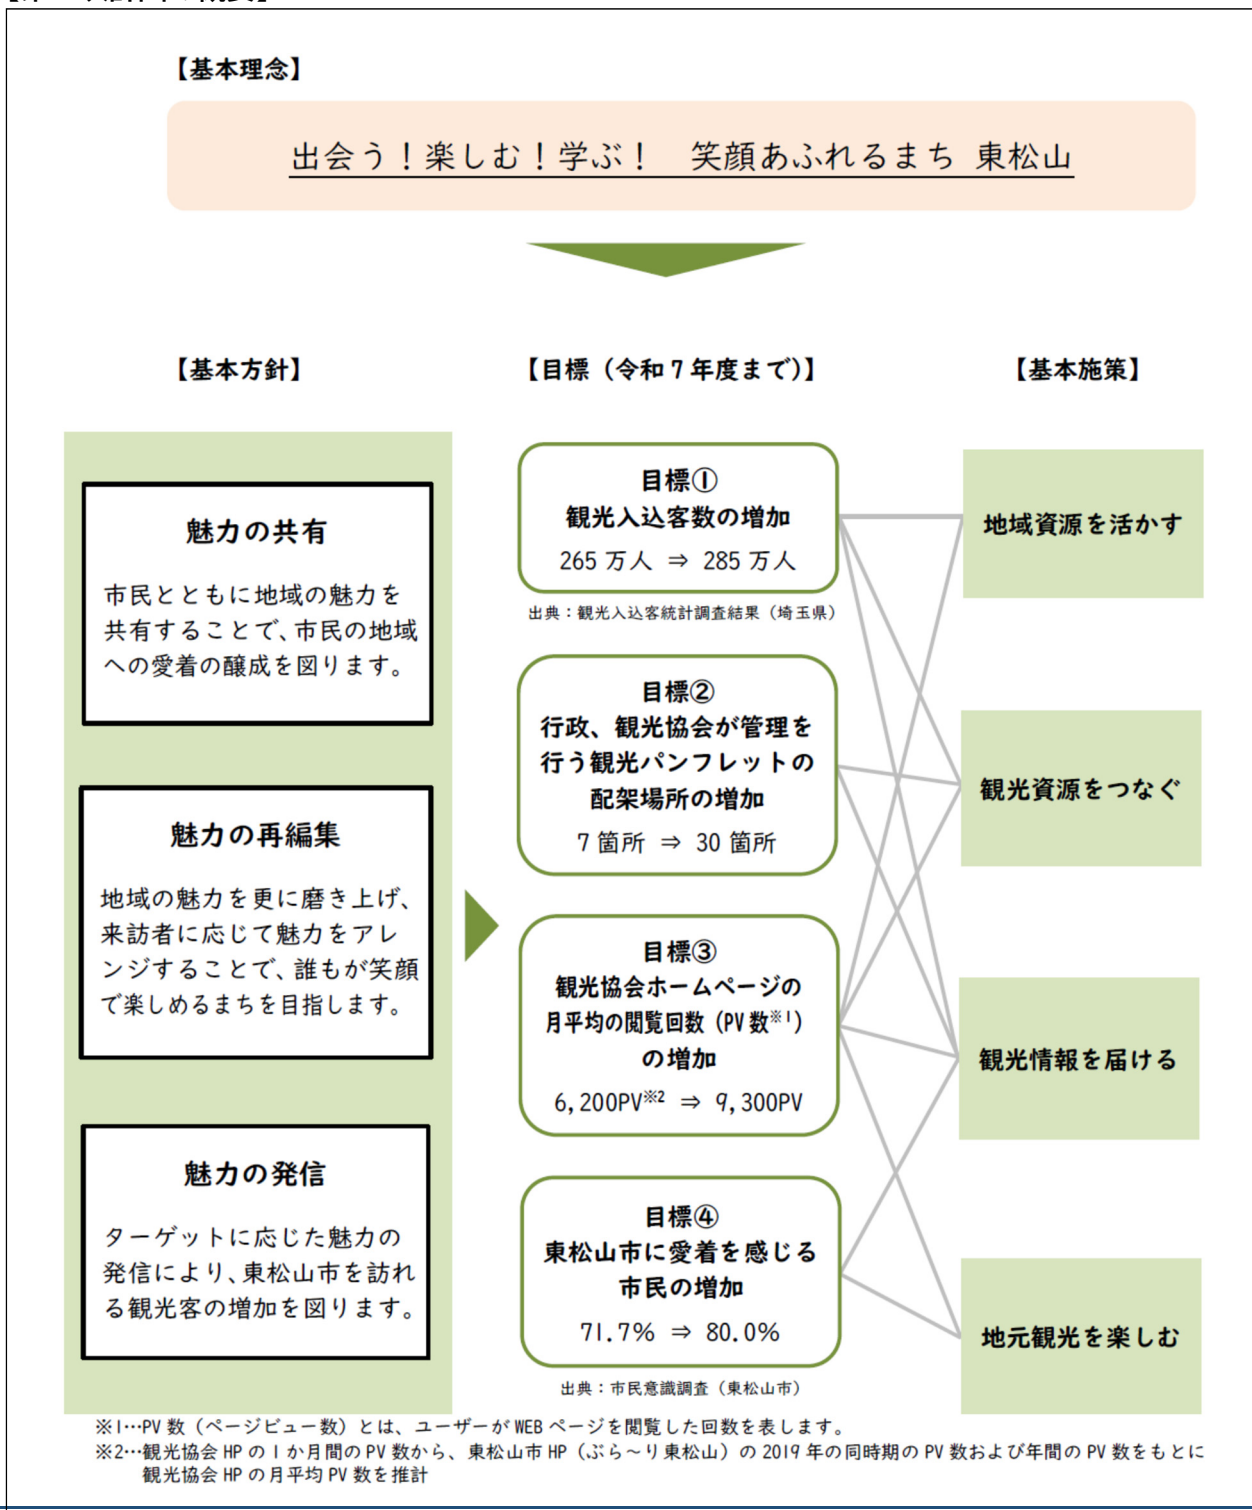 【基本理念】
出会う！楽しむ！学ぶ！　笑顔あふれるまち 東松山
【基本方針】
魅力の共有
市民とともに地域の魅力を
共有することで、市民の地域
への愛着の醸成を図ります。
魅力の再編集
地域の魅力を更に磨き上げ、
来訪者に応じて魅力をアレ
ンジすることで、誰もが笑顔
で楽しめるまちを目指します。
魅力の発信
ターゲットに応じた魅力の
発信により、東松山市を訪れ
る観光客の増加を図ります。
【目標（令和７年度まで）】
目標①
観光入込客数の増加
265 万人 ⇒ 285 万人
出典：観光入込客統計調査結果（埼玉県）
目標②
行政、観光協会が管理を
行う観光パンフレットの
配架場所の増加
7 箇所 ⇒ 30 箇所
目標③
観光協会ホームページの
月平均の閲覧回数（PV 数※1）
の増加
6,200PV※2 ⇒ 9,300PV
目標④
東松山市に愛着を感じる
市民の増加
71.7% ⇒ 80.0%
出典：市民意識調査（東松山市）
【基本施策】
地域資源を活かす
観光資源をつなぐ
観光情報を届ける
地元観光を楽しむ
※1…PV 数（ページビュー数）とは、ユーザーが WEB ページを閲覧した回数を表します。
※2…観光協会 HP の 1 か月間の PV 数から、東松山市 HP（ぶら～り東松山）の 2019 年の同時期の PV 数および年間の PV 数をもとに
観光協会 HP の月平均 PV 数を推計